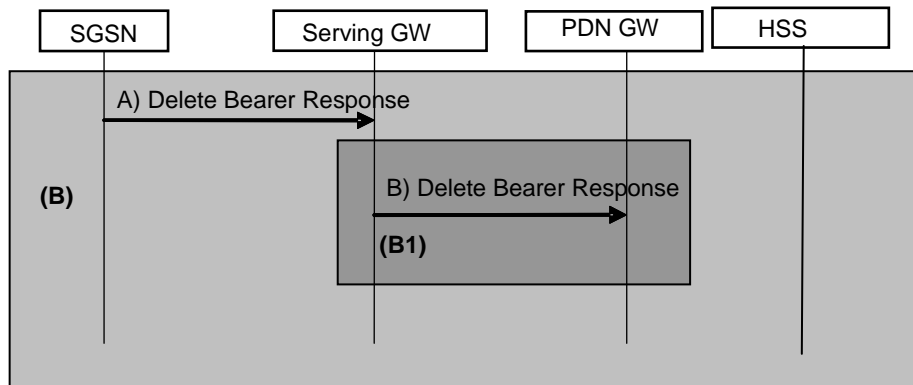 SGSN
Serving GW
PDN GW
HSS
A) Delete Bearer Response
(B)
B) Delete Bearer Response
(B1)